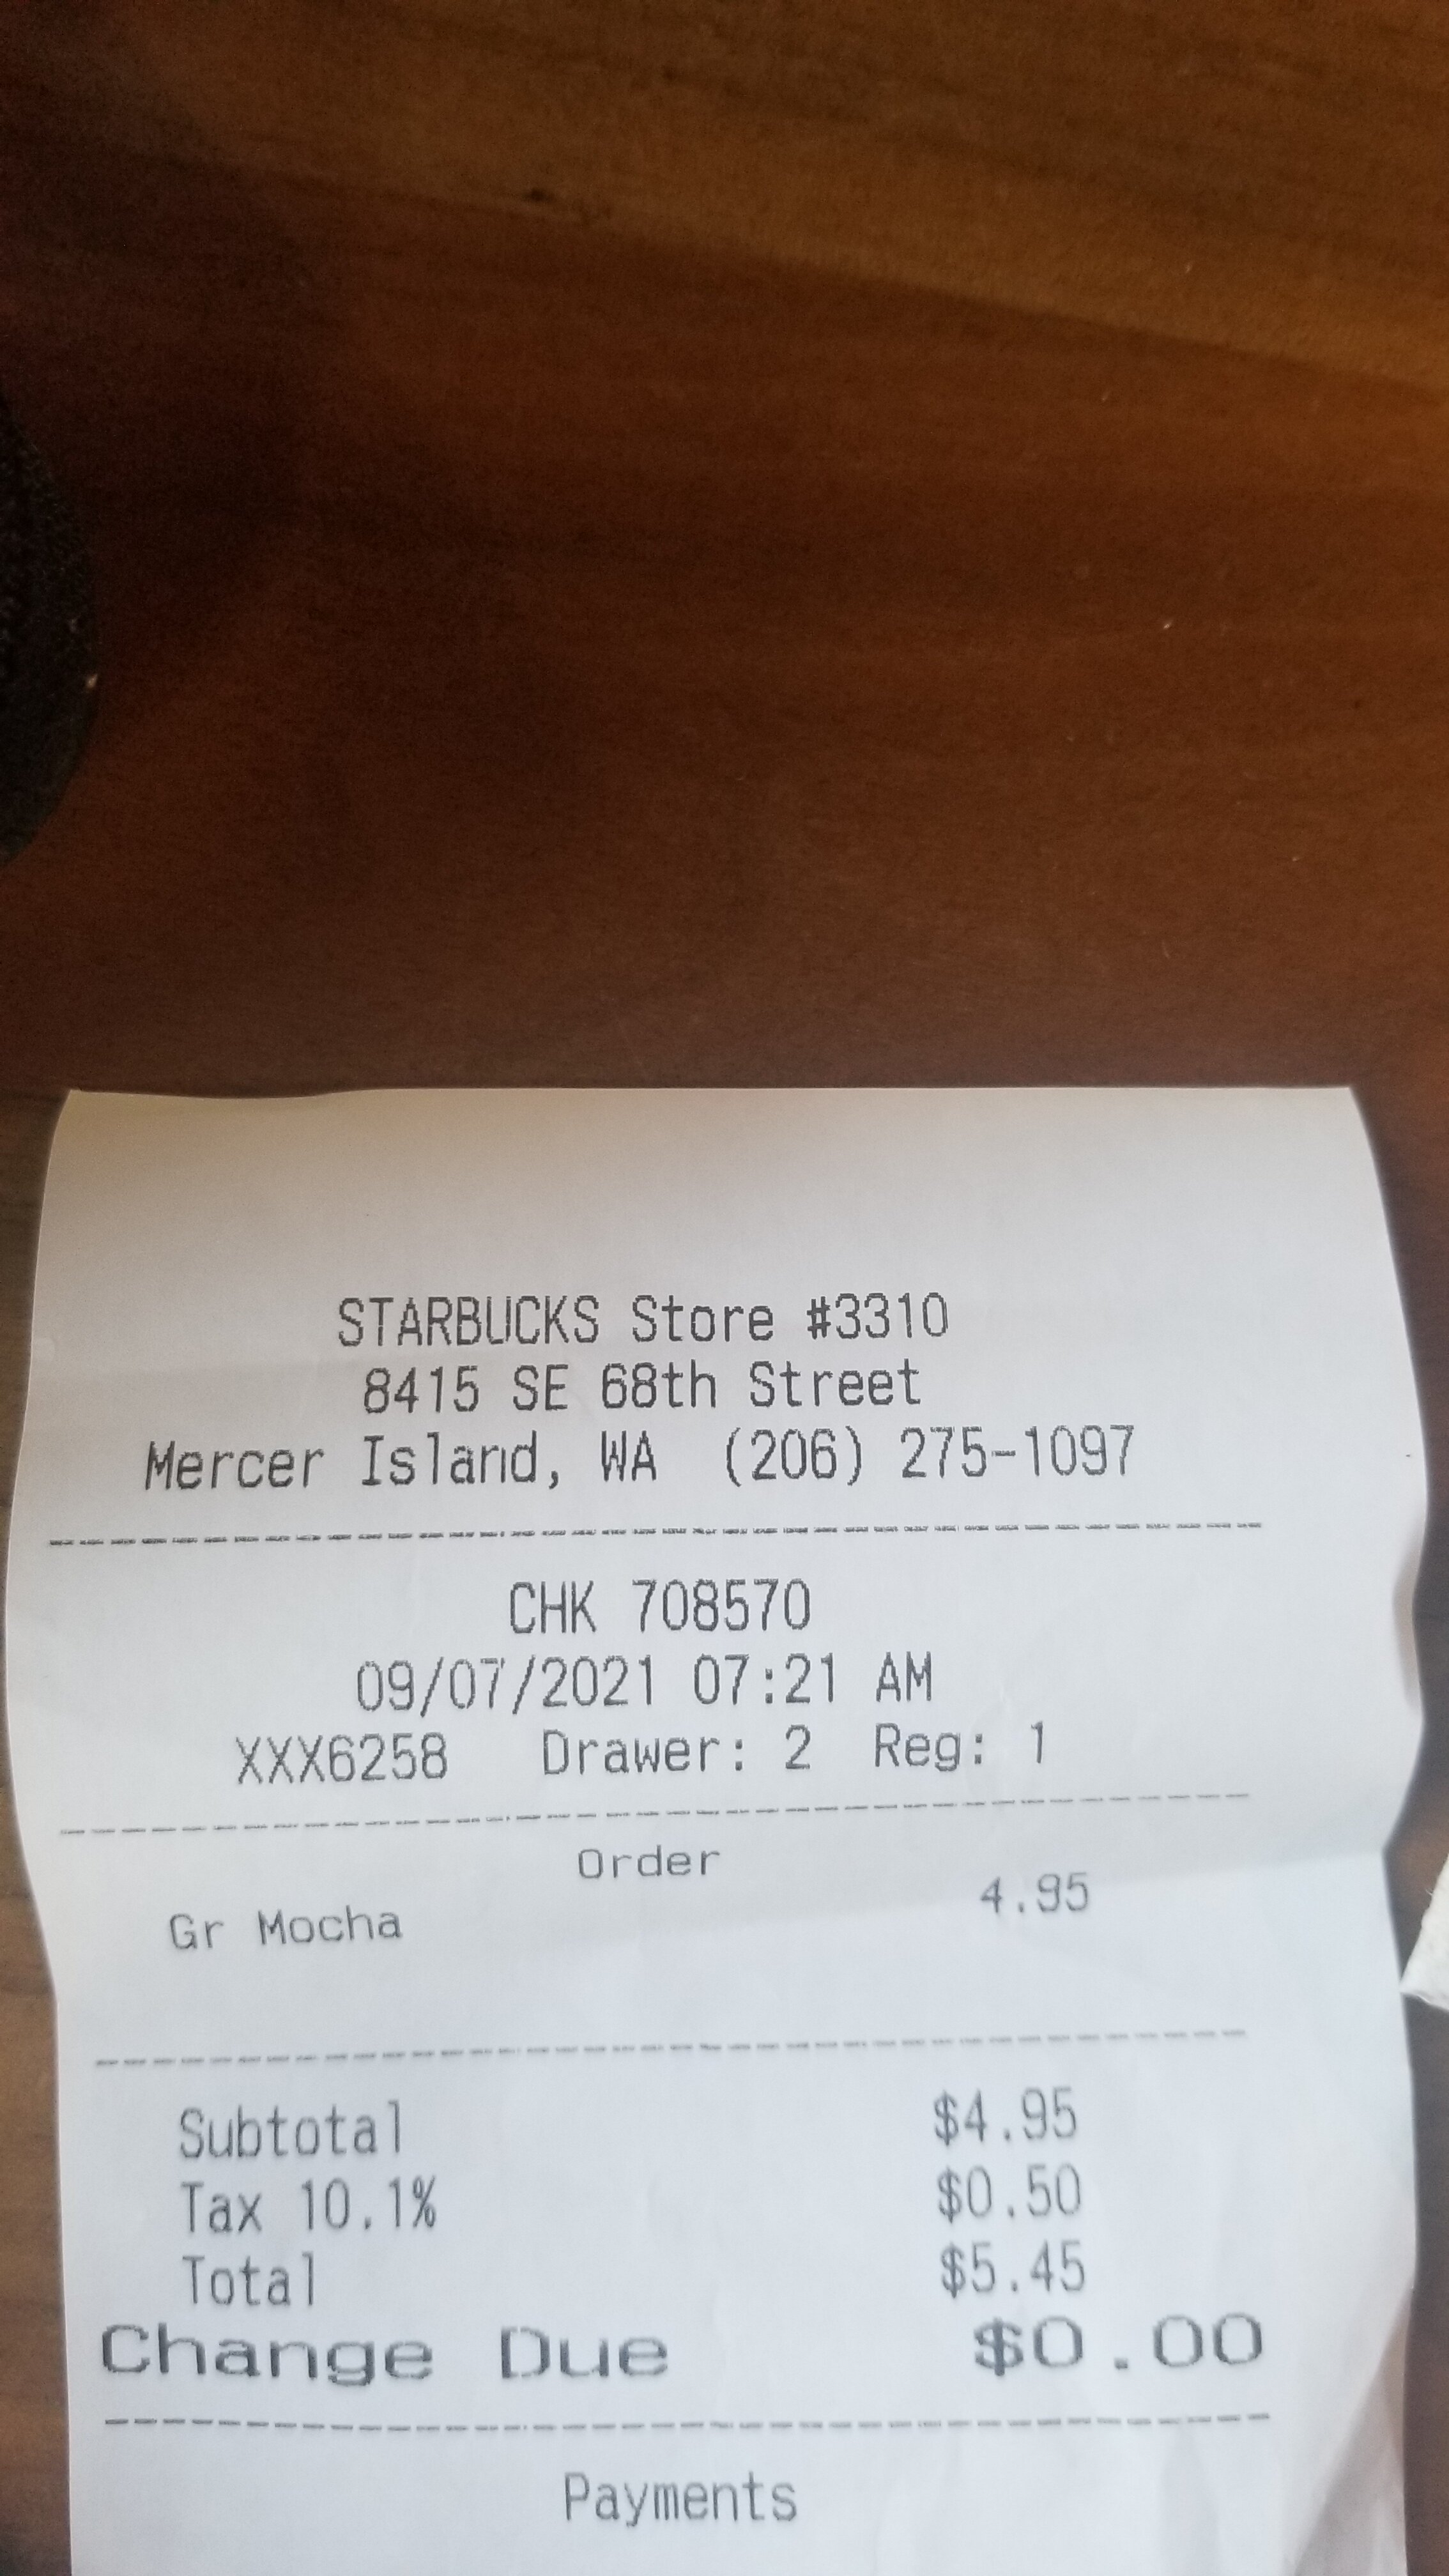 STARBUCKS Store #3310
8415 SE 68th Street
Mercer Island, WA (206) 275-1097
CHK 708570
09/07/2021 07:21 AM
XXX6258 Drawer: 2 Reg: 1
Order
Gr Mocha 4.95
Subtotal $4.95
Tax 10.1% $0.50
Total $5.45
Change Due $0.00
Payments